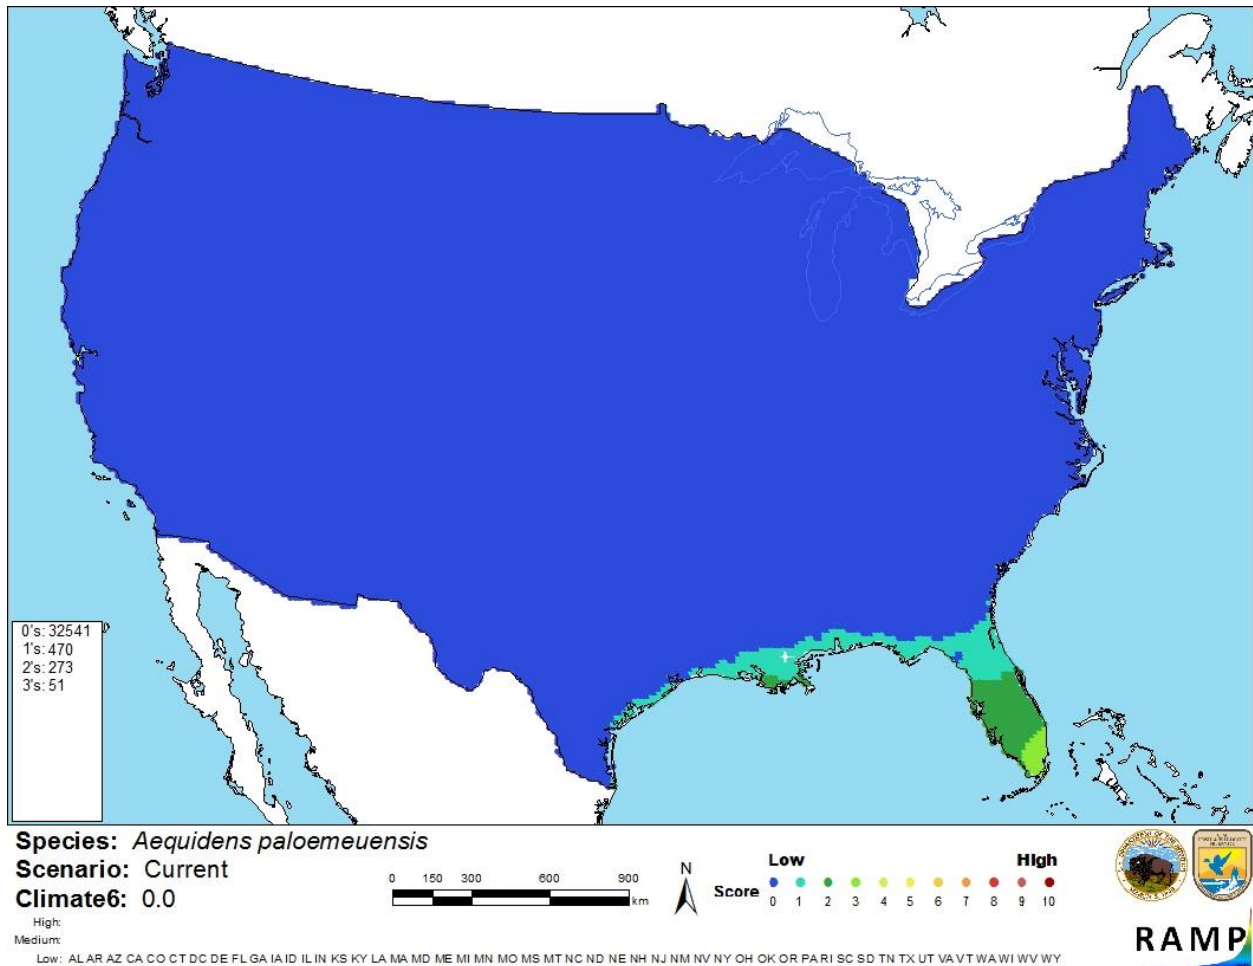 0's: 32541
1's: 470
2's: 273
3's: 51
Species: Aequidens paloemeuensis
Scenario: Current
Climate6: 0.0
High:
Medium:
Low: AL AR AZ CA CO CT DC DE FL GA IA ID IL IN KS KY LA MA MD ME MI MN MO MS MT NC ND NE NH NJ NM NV NY OH OK OR PA RI SC SD TN TX UT VA VT WA WI WV WY
0 150 300 600 900
km
N
Low High
Score 0 1 2 3 4 5 6 7 8 9 10
RAMP